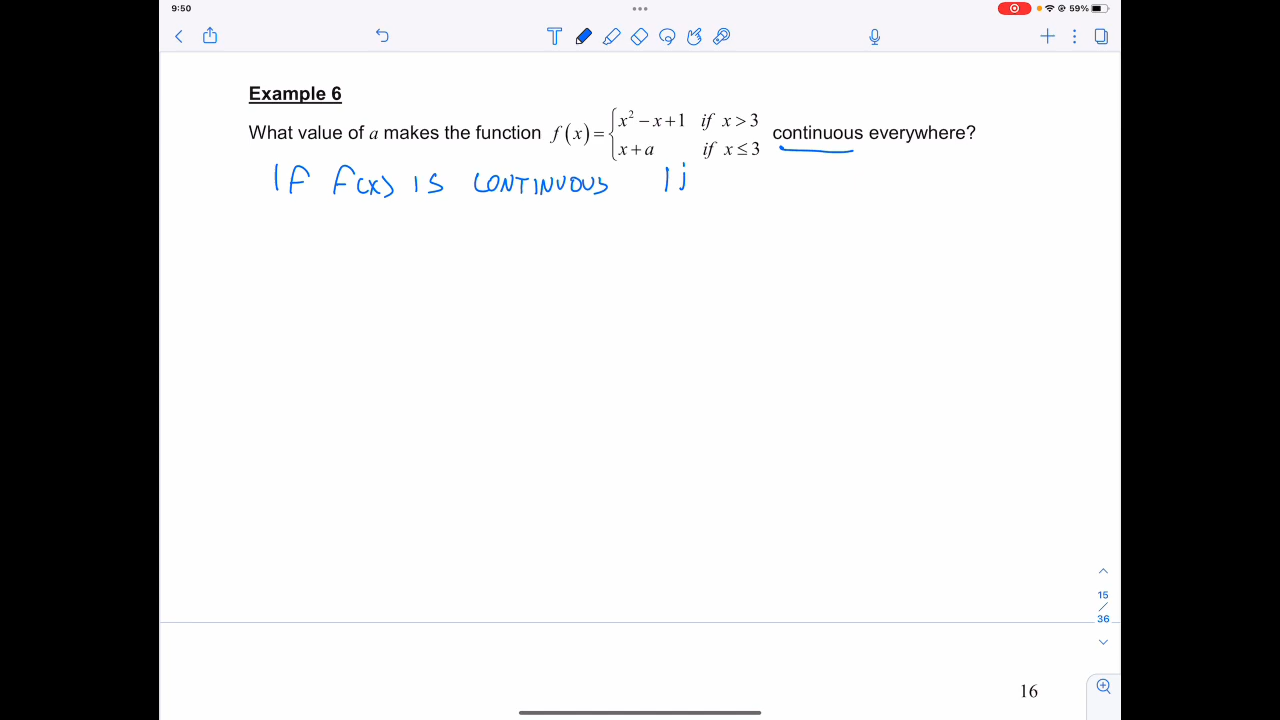 9:50
59%
Example 6
What value of a makes the function f(x) = { x² − x + 1 if x > 3 continuous everywhere?
x + a if x ≤ 3
IF F(x) IS CONTINUOUS li
15
/
36
16